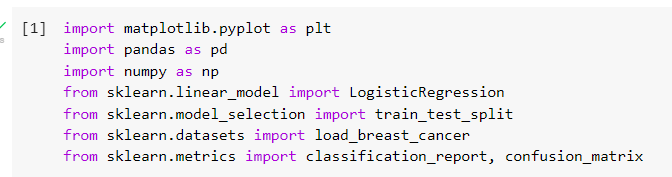 [1] import matplotlib.pyplot as plt
import pandas as pd
import numpy as np
from sklearn.linear_model import LogisticRegression
from sklearn.model_selection import train_test_split
from sklearn.datasets import load_breast_cancer
from sklearn.metrics import classification_report, confusion_matrix